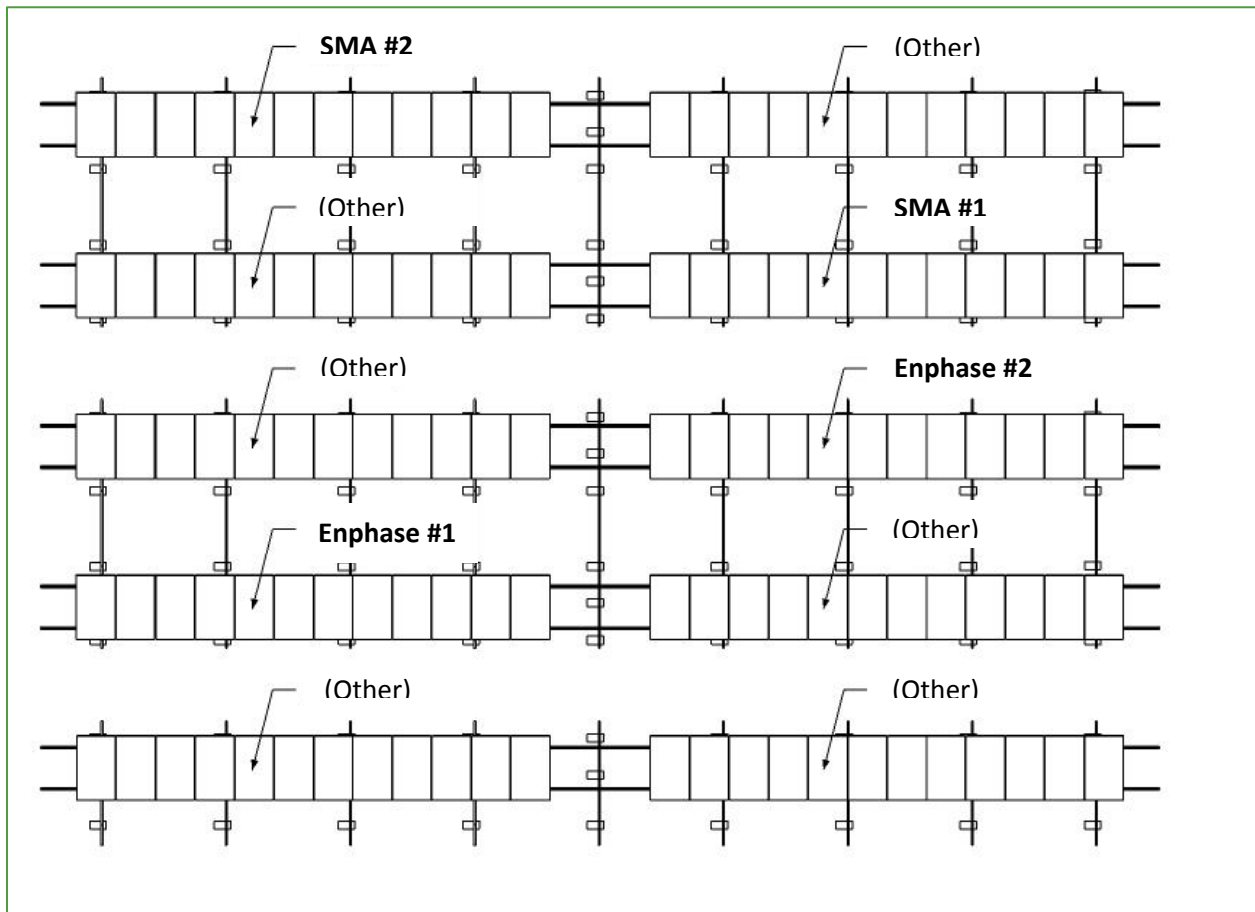 SMA #2
(Other)
(Other)
SMA #1
(Other)
Enphase #2
Enphase #1
(Other)
(Other)
(Other)